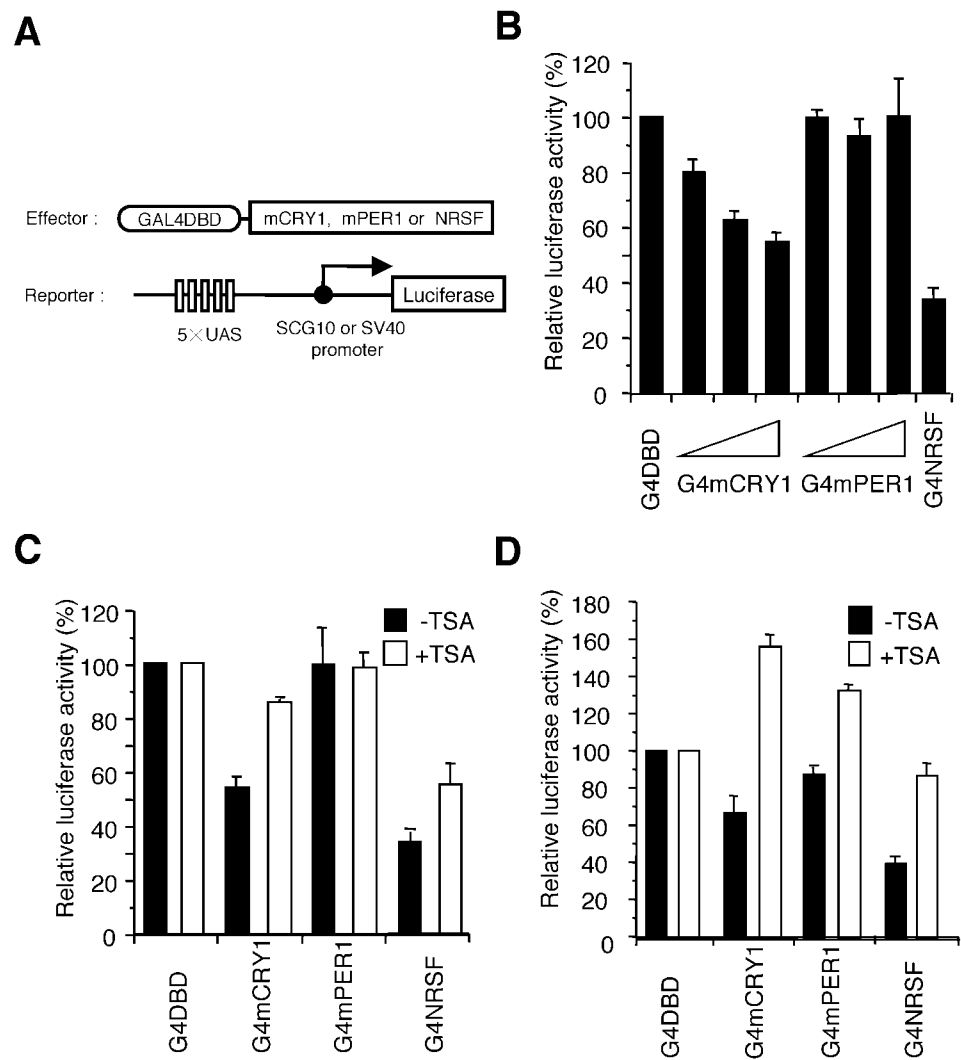 A
Effector :
GAL4DBD
mCRY1, mPER1 or NRSF
Reporter :
Luciferase
5×UAS
SCG10 or SV40
promoter
B
Relative luciferase activity (%)
120
100
80
60
40
20
0
G4DBD
G4mCRY1
G4mPER1
G4NRSF
C
Relative luciferase activity (%)
120
100
80
60
40
20
0
-TSA
+TSA
G4DBD
G4mCRY1
G4mPER1
G4NRSF
D
Relative luciferase activity (%)
180
160
140
120
100
80
60
40
20
0
-TSA
+TSA
G4DBD
G4mCRY1
G4mPER1
G4NRSF